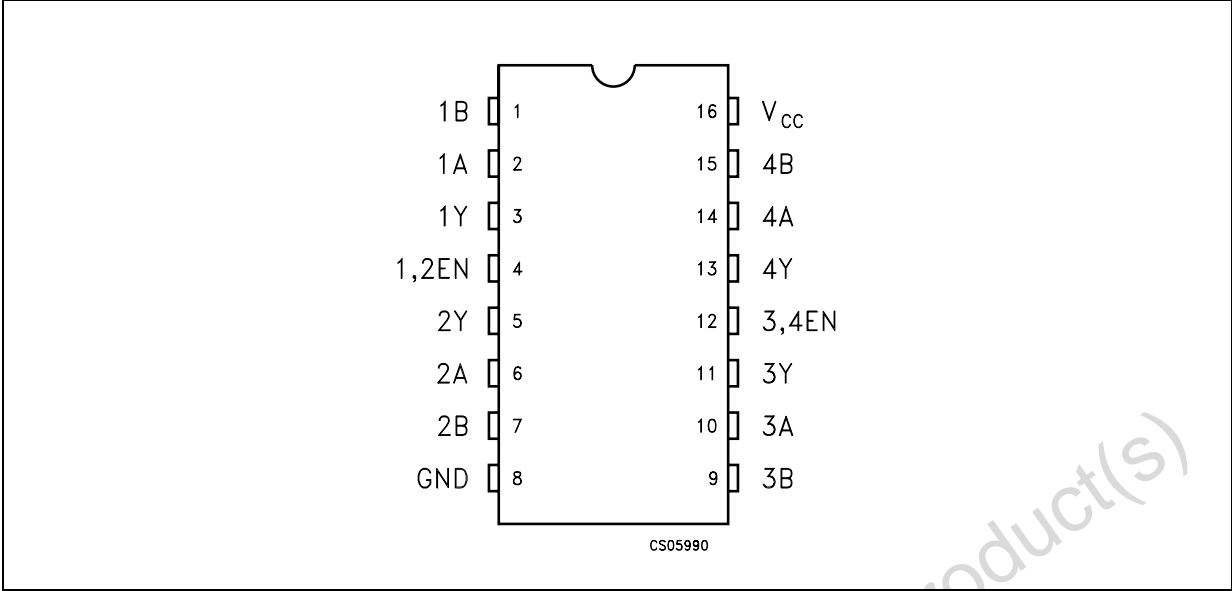 1B 1 16 VCC
1A 2 15 4B
1Y 3 14 4A
1,2EN 4 13 4Y
2Y 5 12 3,4EN
2A 6 11 3Y
2B 7 10 3A
GND 8 9 3B
CS05990
roduct(s)